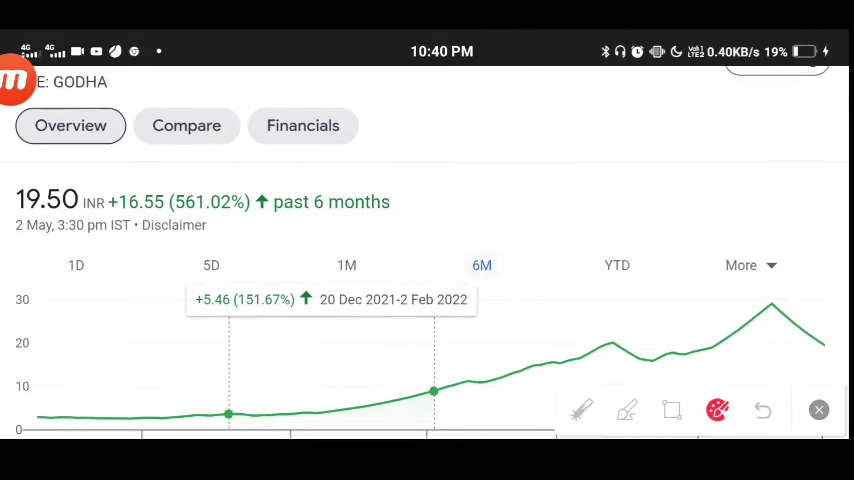 4G 4G 10:40 PM Vo) LTE2 0.40KB/s 19%
m
E: GODHA
Overview Compare Financials
19.50 INR +16.55 (561.02%) ↑ past 6 months
2 May, 3:30 pm IST • Disclaimer
1D 5D 1M 6M YTD More
+5.46 (151.67%) ↑ 20 Dec 2021-2 Feb 2022
30
20
10
0